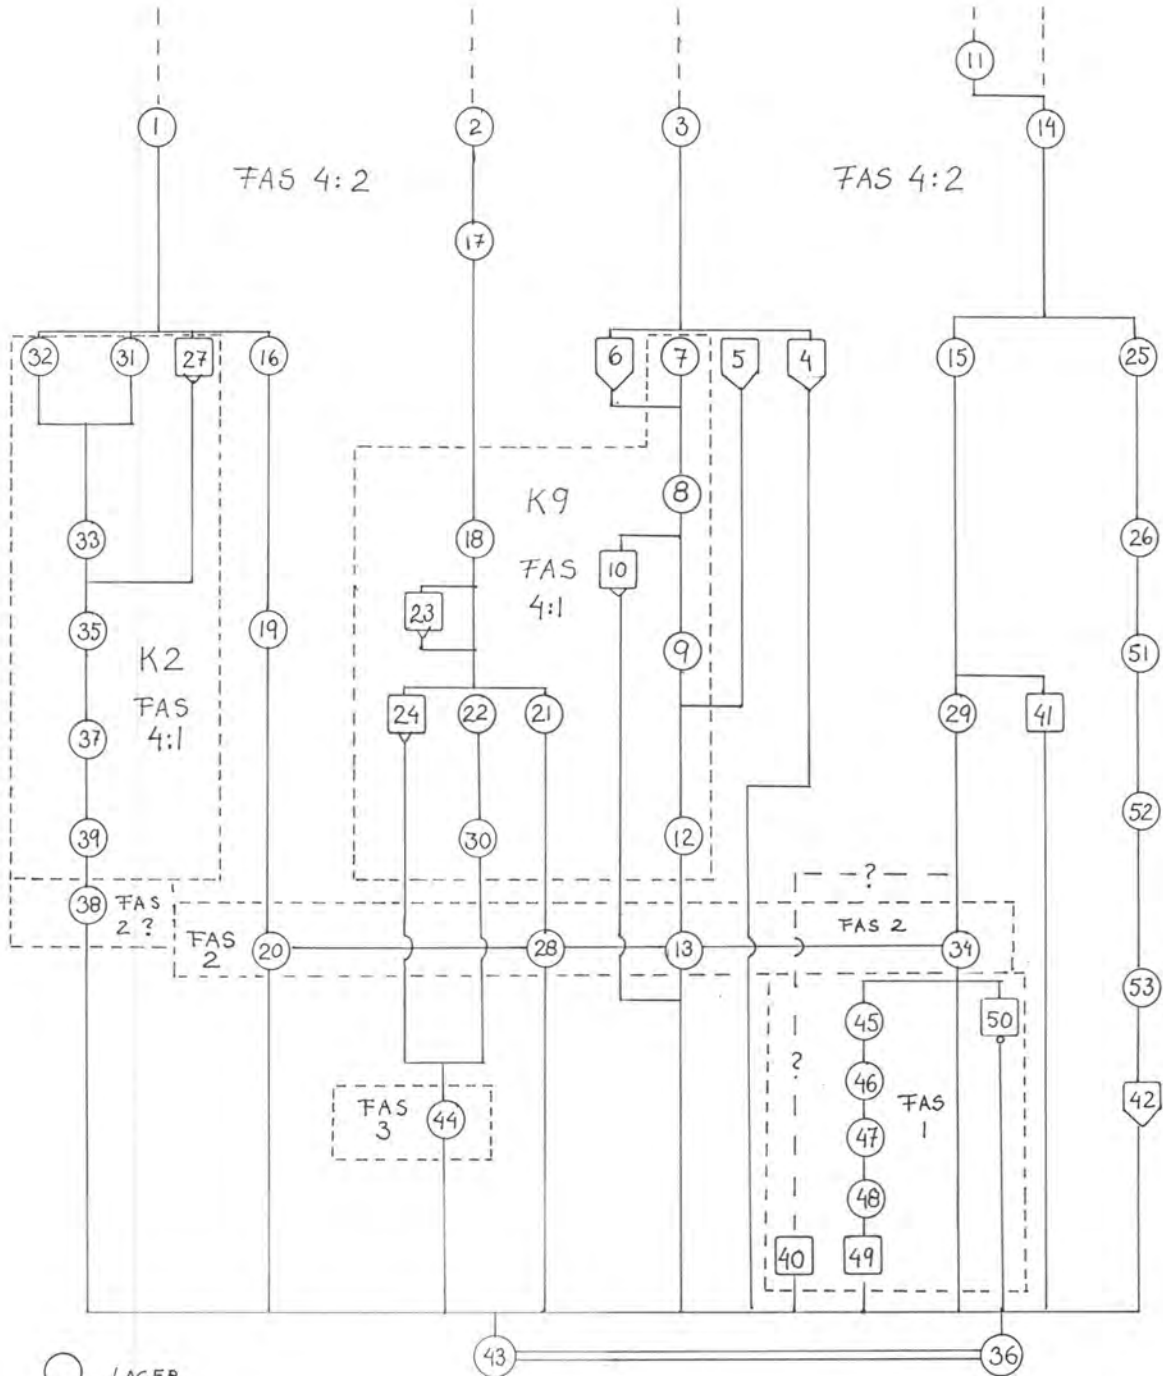 11
1 2 3 14
FAS 4:2 FAS 4:2
17
32 31 27 16 6 7 5 4 15 25
K9 8
18 26
33 FAS 10
4:1
23
35 19 9 51
K2
FAS
4:1
24 22 21 29 41
37
39 30 12 52
?
38 FAS
2 ?
FAS 2
FAS
2
20 28 13 34
53
45 50
?
46
FAS
1
42
FAS
3
44 47
48
40 49
43 36
LAGER